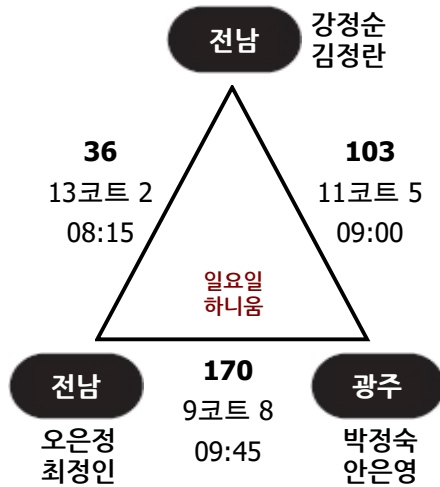 전남
강정순
김정란
36
13코트 2
08:15
103
11코트 5
09:00
일요일
하니움
전남
오은정
최정인
170
9코트 8
09:45
광주
박정숙
안은영